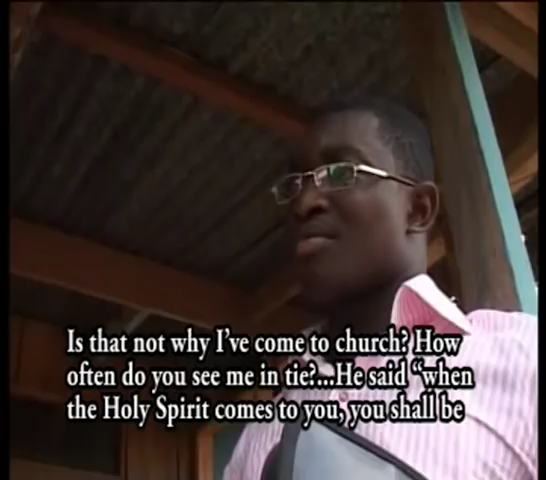 Is that not why I've come to church? How
often do you see me in tie?...He said “when
the Holy Spirit comes to you, you shall be